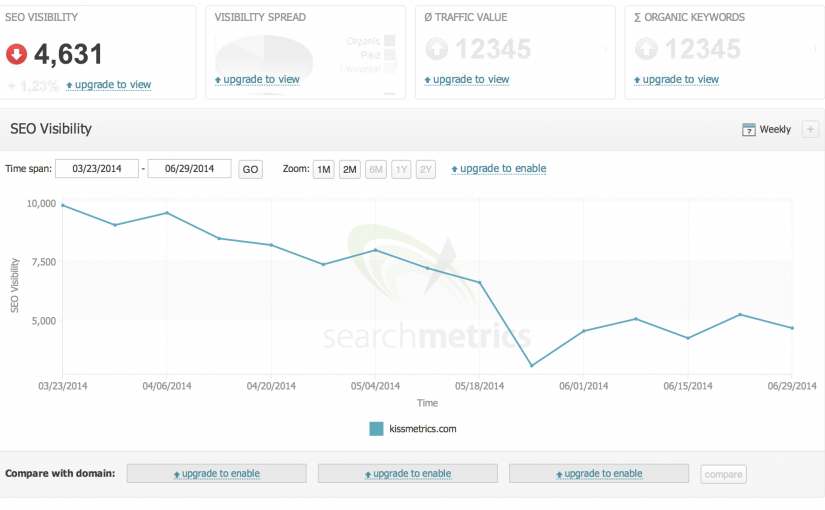 SEO VISIBILITY
4,631
+ 1,23% upgrade to view
VISIBILITY SPREAD
Organic
Paid
Universal
upgrade to view
Ø TRAFFIC VALUE
12345
upgrade to view
Σ ORGANIC KEYWORDS
12345
upgrade to view
SEO Visibility
? Weekly +
Time span: 03/23/2014 - 06/29/2014 GO Zoom: 1M 2M 6M 1Y 2Y upgrade to enable
10,000
7,500
5,000
SEO Visibility
searchmetrics
03/23/2014 04/06/2014 04/20/2014 05/04/2014 05/18/2014 06/01/2014 06/15/2014 06/29/2014
Time
kissmetrics.com
Compare with domain: upgrade to enable upgrade to enable upgrade to enable compare